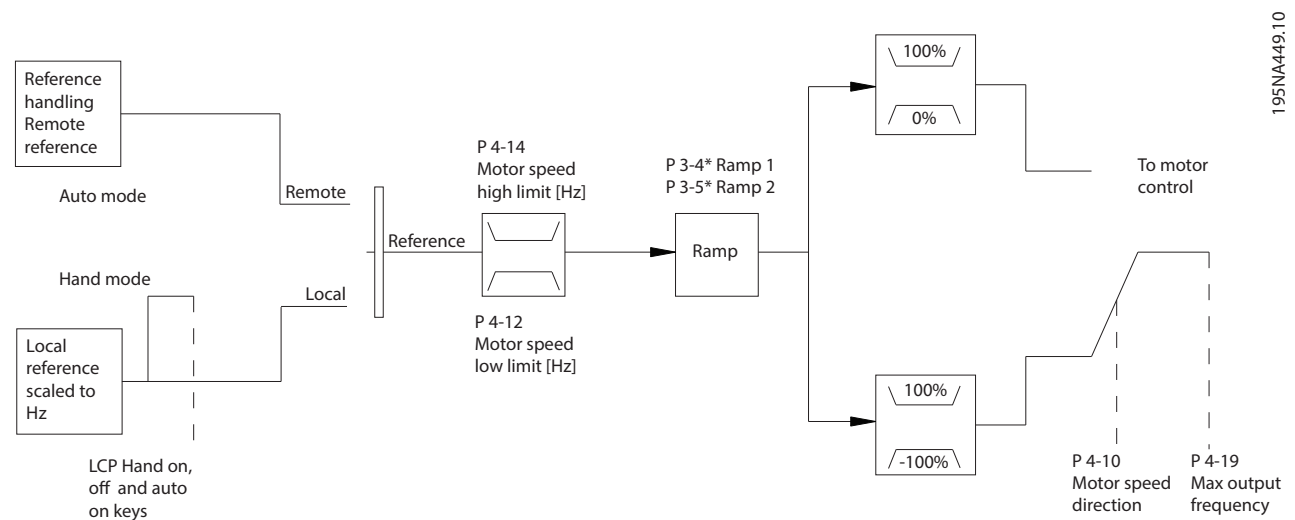 195NA449.10
Reference
handling
Remote
reference
Auto mode
Remote
Hand mode
Local
Local
reference
scaled to
Hz
LCP Hand on,
off and auto
on keys
Reference
P 4-14
Motor speed
high limit [Hz]
P 4-12
Motor speed
low limit [Hz]
P 3-4* Ramp 1
P 3-5* Ramp 2
Ramp
100%
0%
100%
-100%
To motor
control
P 4-10
Motor speed
direction
P 4-19
Max output
frequency